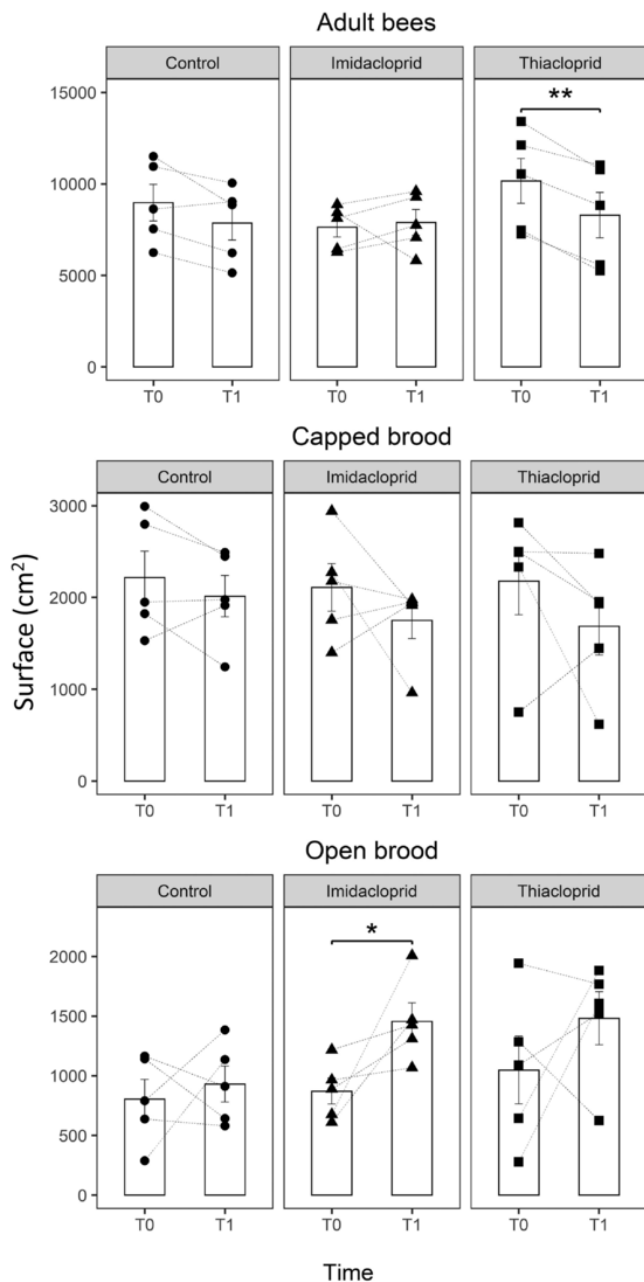 Adult bees
Control Imidacloprid Thiacloprid
15000
**
10000
5000
0
T0 T1 T0 T1 T0 T1
Capped brood
Control Imidacloprid Thiacloprid
3000
2000
1000
0
Surface (cm²)
T0 T1 T0 T1 T0 T1
Open brood
Control Imidacloprid Thiacloprid
*
2000
1500
1000
500
0
T0 T1 T0 T1 T0 T1
Time